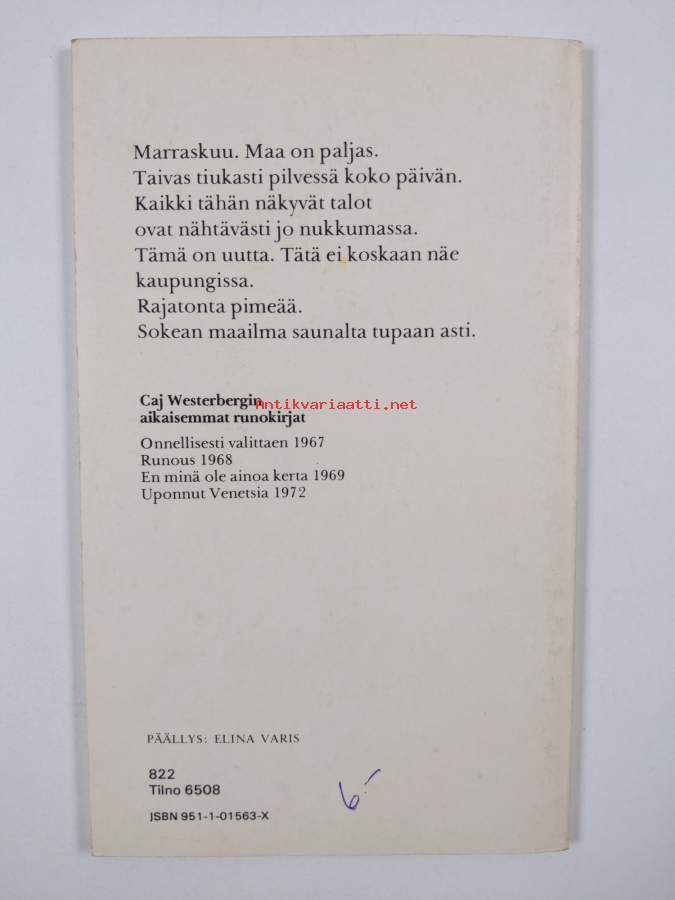 Marraskuu. Maa on paljas.
Taivas tiukasti pilvessä koko päivän.
Kaikki tähän näkyvät talot
ovat nähtävästi jo nukkumassa.
Tämä on uutta. Tätä ei koskaan näe
kaupungissa.
Rajatonta pimeää.
Sokean maailma saunalta tupaan asti.
Caj Westerbergin
Antikvariaatti.net
aikaisemmat runokirjat
Onnellisesti valittaen 1967
Runous 1968
En minä ole ainoa kerta 1969
Uponnut Venetsia 1972
PÄÄLLYS: ELINA VARIS
822
Tilno 6508
ISBN 951-1-01563-X
6:-